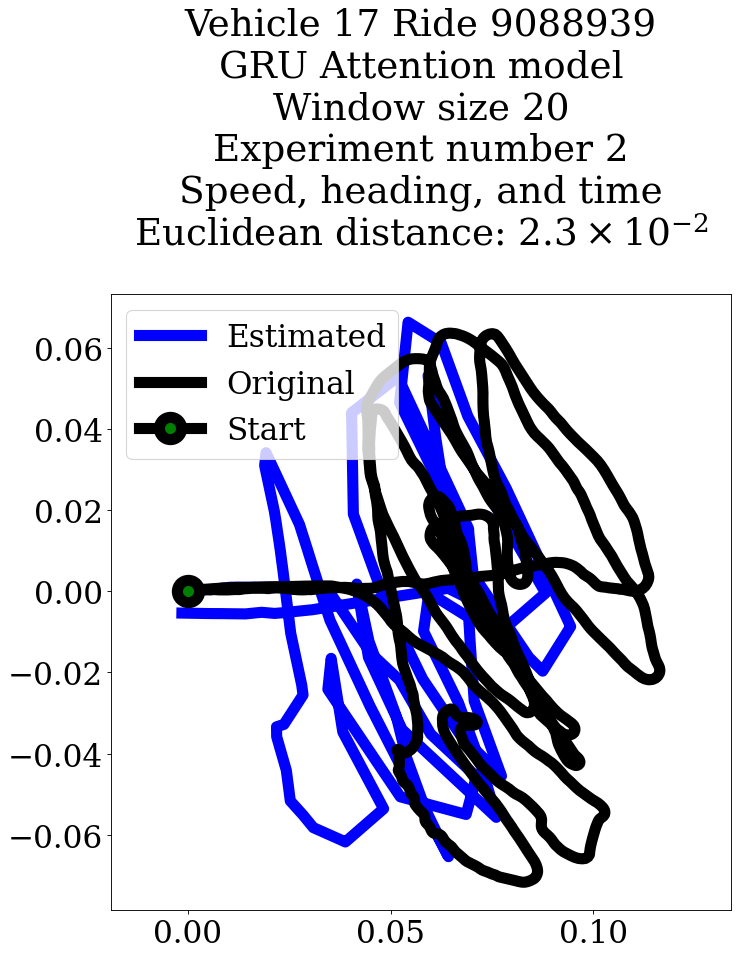 Vehicle 17 Ride 9088939
GRU Attention model
Window size 20
Experiment number 2
Speed, heading, and time
Euclidean distance: 2.3 × 10⁻²
Estimated
Original
Start
0.06
0.04
0.02
0.00
−0.02
−0.04
−0.06
0.00 0.05 0.10